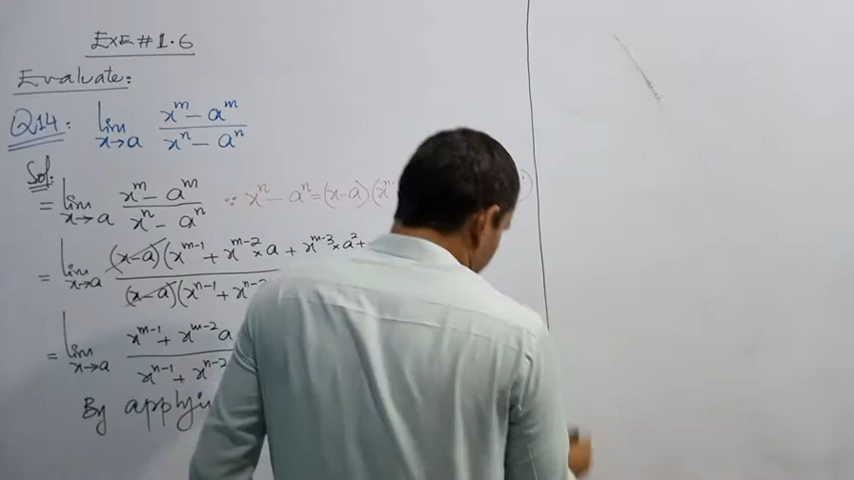 EXE #1.6
Evaluate:
Q14: lim x→a (x^m − a^m)/(x^n − a^n)
Sol:
= lim x→a (x^m − a^m)/(x^n − a^n) ∵ x^n − a^n = (x−a)(x^n
= lim x→a (x−a)(x^m-1 + x^m-2 × a + x^m-3 × a^2 + / (x−a)(x^n-1 + x^n-2
= lim x→a x^m-1 + x^m-2 a / x^n-1 + x^n-2
By applyi